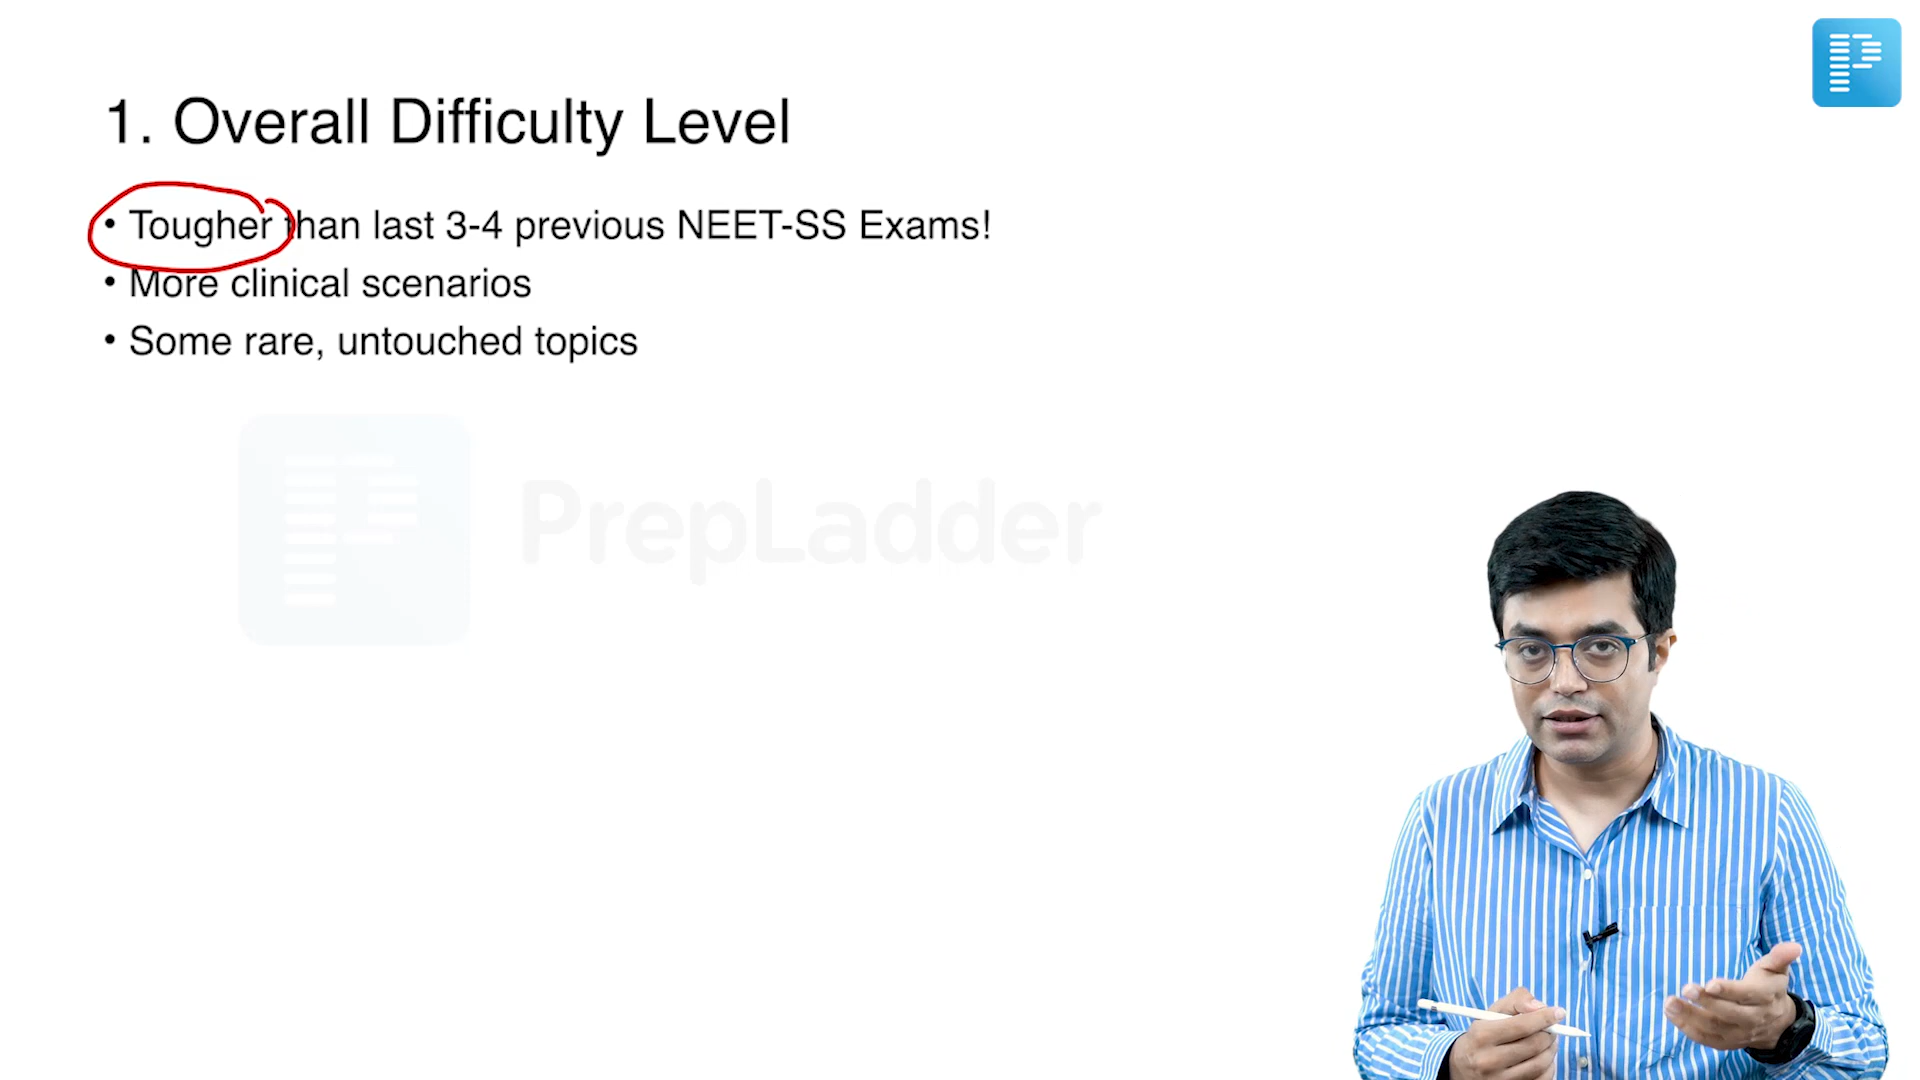 1. Overall Difficulty Level
• Tougher than last 3-4 previous NEET-SS Exams!
• More clinical scenarios
• Some rare, untouched topics
PrepLadder